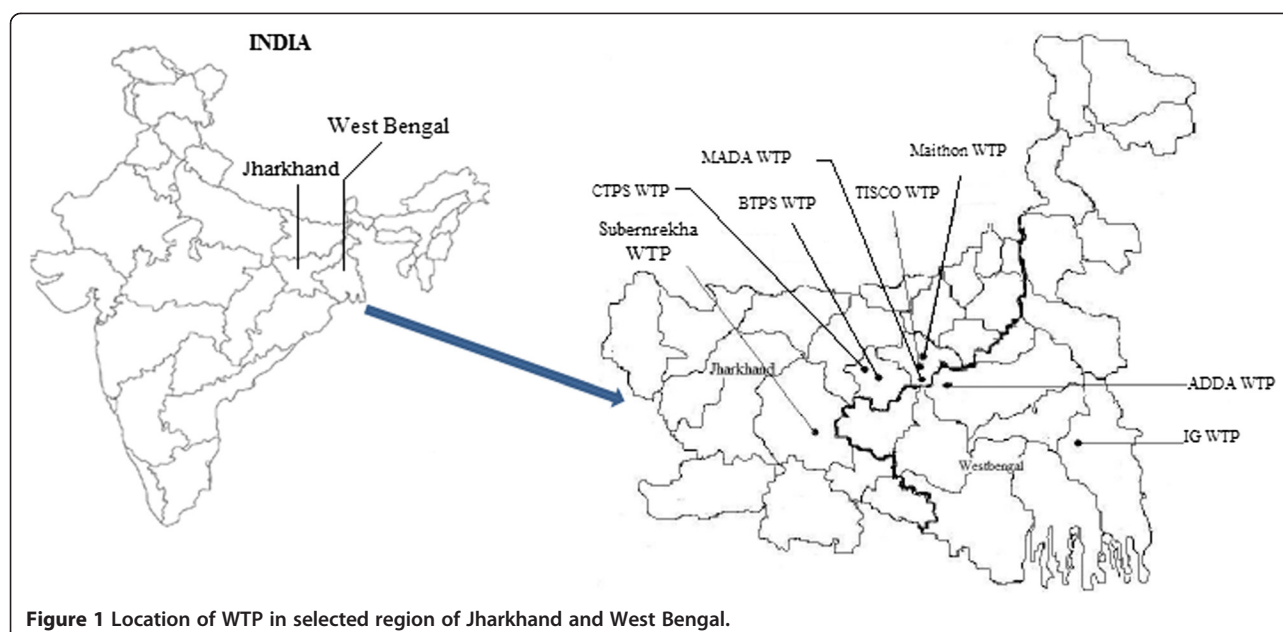 INDIA
West Bengal
Jharkhand
Maithon WTP
MADA WTP
CTPS WTP
TISCO WTP
BTPS WTP
Subernrekha
WTP
Jharkhand
ADDA WTP
IG WTP
Westbengal
Figure 1 Location of WTP in selected region of Jharkhand and West Bengal.